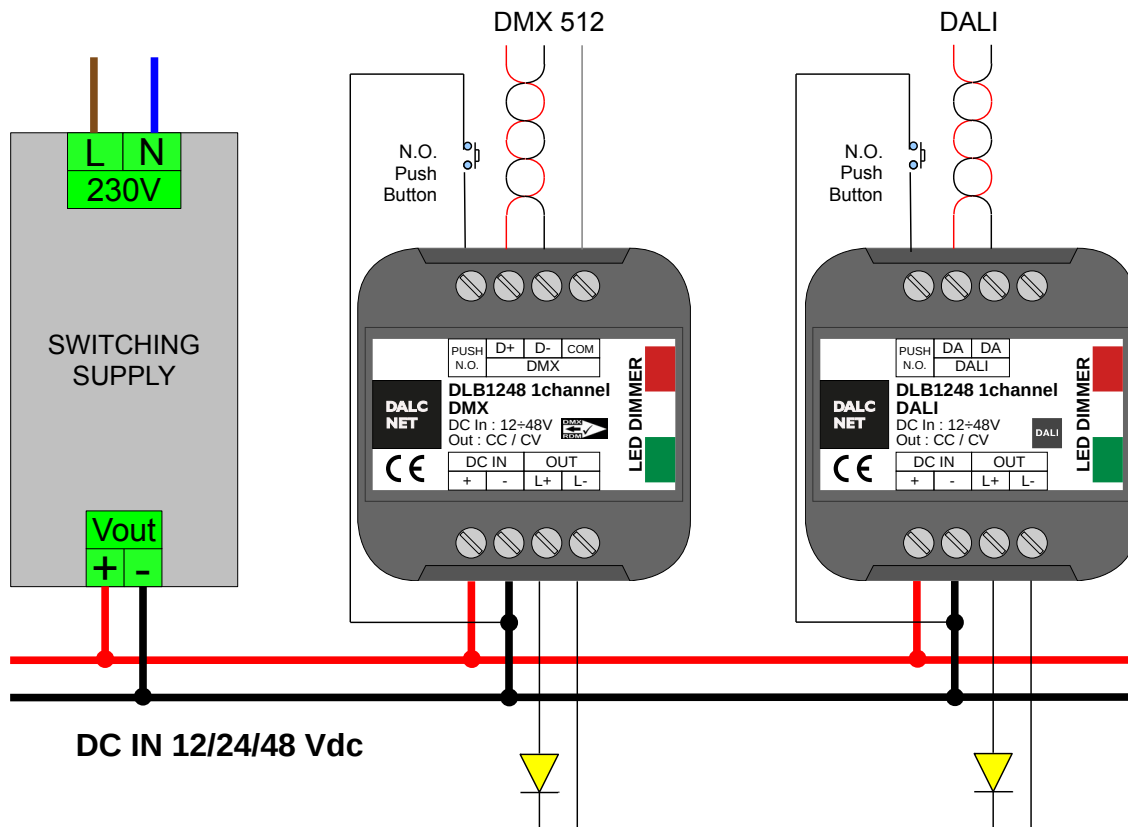 DMX 512
DALI
L N
230V
N.O.
Push
Button
N.O.
Push
Button
SWITCHING
SUPPLY
PUSH
N.O.
D+ D- COM
DMX
DALC
NET
DLB1248 1channel
DMX
DC In : 12÷48V
Out : CC / CV
DMX
RDM
CE
DC IN OUT
+ - L+ L-
LED DIMMER
PUSH
N.O.
DA DA
DALI
DALC
NET
DLB1248 1channel
DALI
DC In : 12÷48V
Out : CC / CV
DALI
CE
DC IN OUT
+ - L+ L-
LED DIMMER
Vout
+ -
DC IN 12/24/48 Vdc